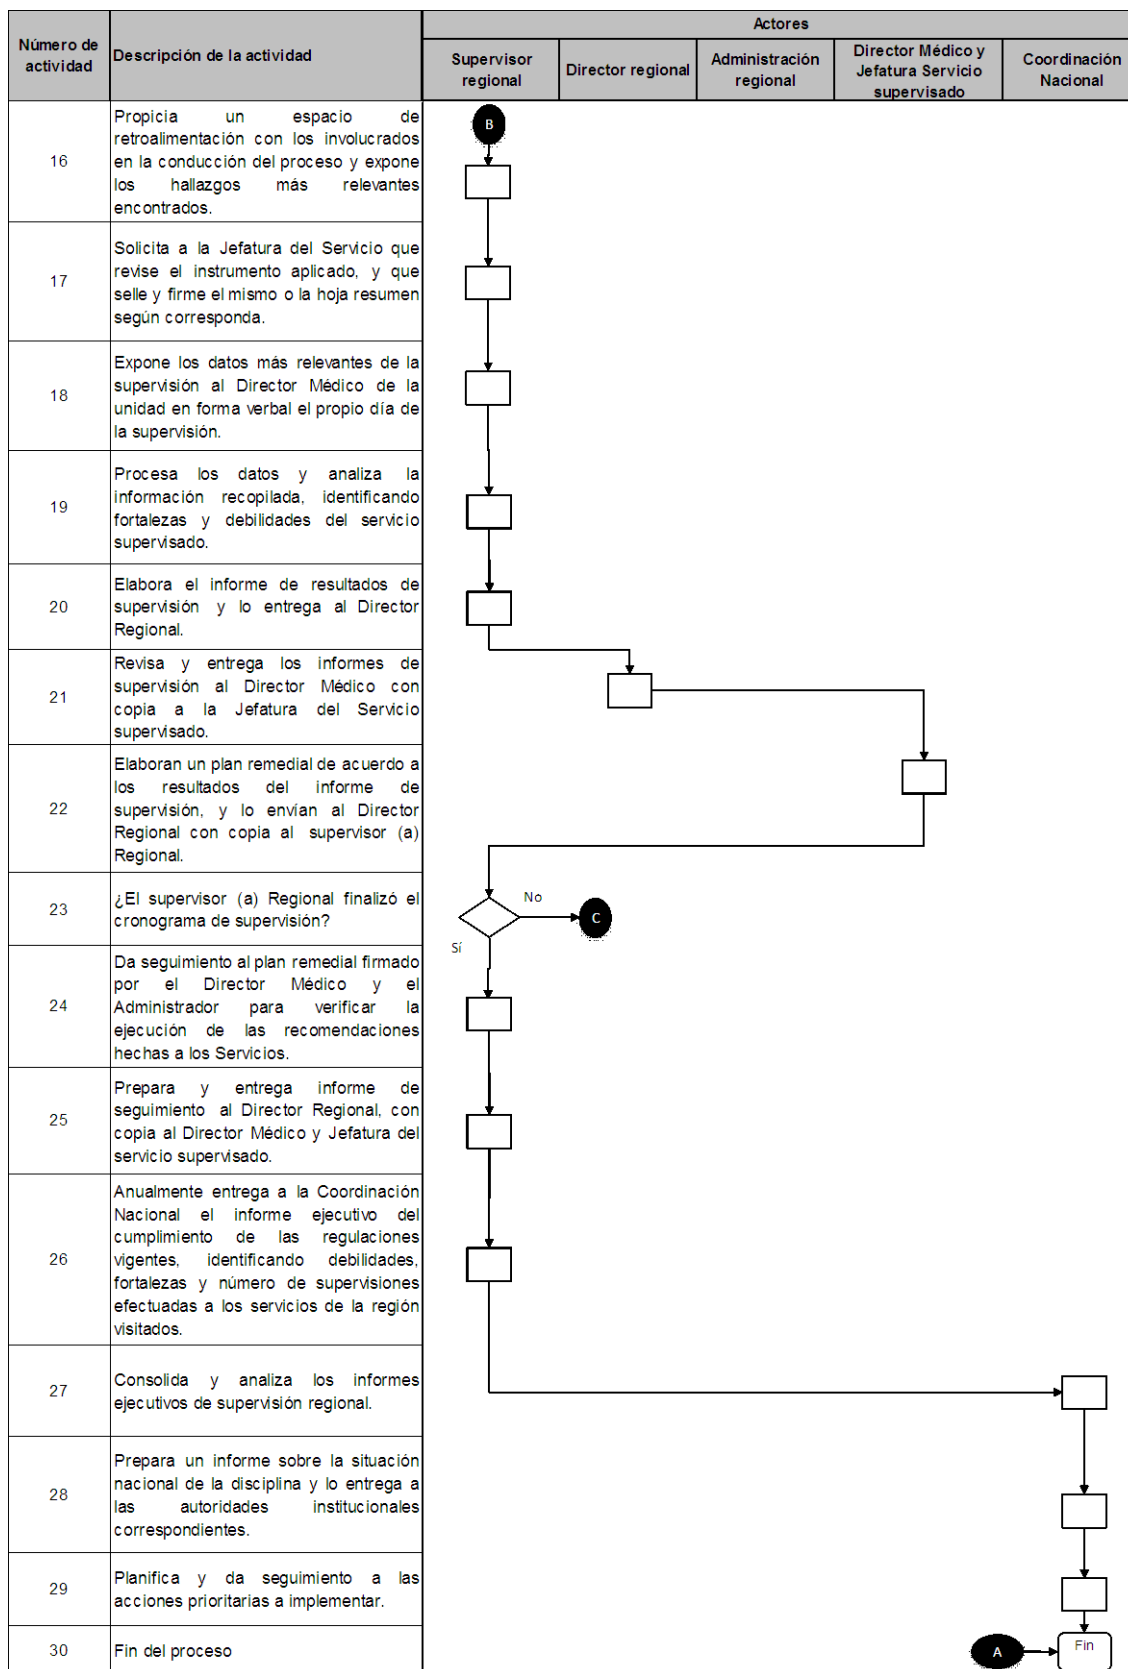 Número de actividad
Descripción de la actividad
Actores
Supervisor regional
Director regional
Administración regional
Director Médico y Jefatura Servicio supervisado
Coordinación Nacional
16
Propicia un espacio de
retroalimentación con los involucrados
en la conducción del proceso y expone
los hallazgos más relevantes
encontrados.
B
17
Solicita a la Jefatura del Servicio que
revise el instrumento aplicado, y que
selle y firme el mismo o la hoja resumen
según corresponda.
18
Expone los datos más relevantes de la
supervisión al Director Médico de la
unidad en forma verbal el propio día de
la supervisión.
19
Procesa los datos y analiza la
información recopilada, identificando
fortalezas y debilidades del servicio
supervisado.
20
Elabora el informe de resultados de
supervisión y lo entrega al Director
Regional.
21
Revisa y entrega los informes de
supervisión al Director Médico con
copia a la Jefatura del Servicio
supervisado.
22
Elaboran un plan remedial de acuerdo a
los resultados del informe de
supervisión, y lo envían al Director
Regional con copia al supervisor (a)
Regional.
23
¿El supervisor (a) Regional finalizó el
cronograma de supervisión?
No
C
Sí
24
Da seguimiento al plan remedial firmado
por el Director Médico y el
Administrador para verificar la
ejecución de las recomendaciones
hechas a los Servicios.
25
Prepara y entrega informe de
seguimiento al Director Regional, con
copia al Director Médico y Jefatura del
servicio supervisado.
26
Anualmente entrega a la Coordinación
Nacional el informe ejecutivo del
cumplimiento de las regulaciones
vigentes, identificando debilidades,
fortalezas y número de supervisiones
efectuadas a los servicios de la región
visitados.
27
Consolida y analiza los informes
ejecutivos de supervisión regional.
28
Prepara un informe sobre la situación
nacional de la disciplina y lo entrega a
las autoridades institucionales
correspondientes.
29
Planifica y da seguimiento a las
acciones prioritarias a implementar.
30
Fin del proceso
A
Fin